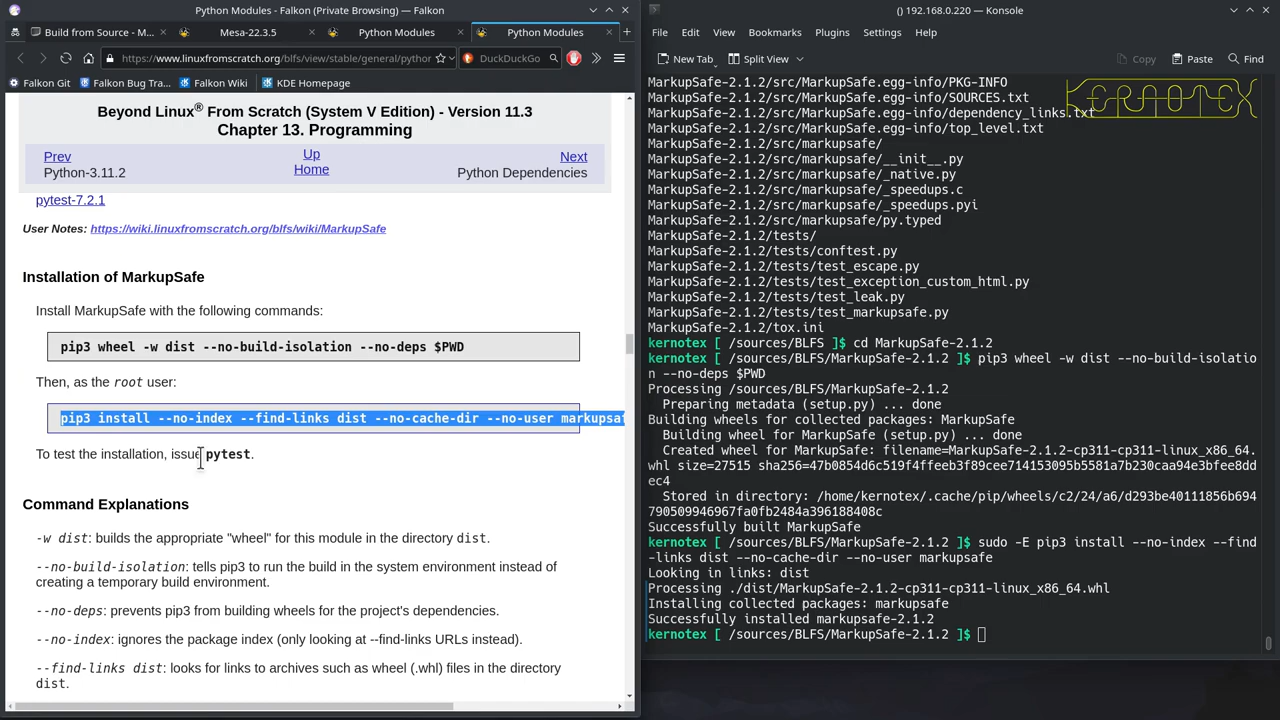 Python Modules - Falkon (Private Browsing) — Falkon
Build from Source - M...
Mesa-22.3.5
Python Modules
Python Modules
https://www.linuxfromscratch.org/blfs/view/stable/general/python
DuckDuckGo
Falkon Git
Falkon Bug Tra...
Falkon Wiki
KDE Homepage
Beyond Linux® From Scratch (System V Edition) - Version 11.3
Chapter 13. Programming
Prev
Up
Next
Python-3.11.2
Home
Python Dependencies
pytest-7.2.1
User Notes: https://wiki.linuxfromscratch.org/blfs/wiki/MarkupSafe
Installation of MarkupSafe
Install MarkupSafe with the following commands:
pip3 wheel -w dist --no-build-isolation --no-deps $PWD
Then, as the root user:
pip3 install --no-index --find-links dist --no-cache-dir --no-user markupsaf
To test the installation, issue pytest.
Command Explanations
-w dist: builds the appropriate "wheel" for this module in the directory dist.
--no-build-isolation: tells pip3 to run the build in the system environment instead of
creating a temporary build environment.
--no-deps: prevents pip3 from building wheels for the project's dependencies.
--no-index: ignores the package index (only looking at --find-links URLs instead).
--find-links dist: looks for links to archives such as wheel (.whl) files in the directory
dist.
() 192.168.0.220 — Konsole
File Edit View Bookmarks Plugins Settings Help
New Tab Split View Copy Paste Find
KERNOTEX
MarkupSafe-2.1.2/src/MarkupSafe.egg-info/PKG-INFO
MarkupSafe-2.1.2/src/MarkupSafe.egg-info/SOURCES.txt
MarkupSafe-2.1.2/src/MarkupSafe.egg-info/dependency_links.txt
MarkupSafe-2.1.2/src/MarkupSafe.egg-info/top_level.txt
MarkupSafe-2.1.2/src/markupsafe/
MarkupSafe-2.1.2/src/markupsafe/__init__.py
MarkupSafe-2.1.2/src/markupsafe/_native.py
MarkupSafe-2.1.2/src/markupsafe/_speedups.c
MarkupSafe-2.1.2/src/markupsafe/_speedups.pyi
MarkupSafe-2.1.2/src/markupsafe/py.typed
MarkupSafe-2.1.2/tests/
MarkupSafe-2.1.2/tests/conftest.py
MarkupSafe-2.1.2/tests/test_escape.py
MarkupSafe-2.1.2/tests/test_exception_custom_html.py
MarkupSafe-2.1.2/tests/test_leak.py
MarkupSafe-2.1.2/tests/test_markupsafe.py
MarkupSafe-2.1.2/tox.ini
kernotex [ /sources/BLFS ]$ cd MarkupSafe-2.1.2
kernotex [ /sources/BLFS/MarkupSafe-2.1.2 ]$ pip3 wheel -w dist --no-build-isolatio
n --no-deps $PWD
Processing /sources/BLFS/MarkupSafe-2.1.2
Preparing metadata (setup.py) ... done
Building wheels for collected packages: MarkupSafe
Building wheel for MarkupSafe (setup.py) ... done
Created wheel for MarkupSafe: filename=MarkupSafe-2.1.2-cp311-cp311-linux_x86_64.
whl size=27515 sha256=47b0854d6c519f4ffeeb3f89cee714153095b5581a7b230caa94e3bfee8dd
ec4
Stored in directory: /home/kernotex/.cache/pip/wheels/c2/24/a6/d293be40111856b694
790509946967fa0fb2484a396188408c
Successfully built MarkupSafe
kernotex [ /sources/BLFS/MarkupSafe-2.1.2 ]$ sudo -E pip3 install --no-index --find
-links dist --no-cache-dir --no-user markupsafe
Looking in links: dist
Processing ./dist/MarkupSafe-2.1.2-cp311-cp311-linux_x86_64.whl
Installing collected packages: markupsafe
Successfully installed markupsafe-2.1.2
kernotex [ /sources/BLFS/MarkupSafe-2.1.2 ]$